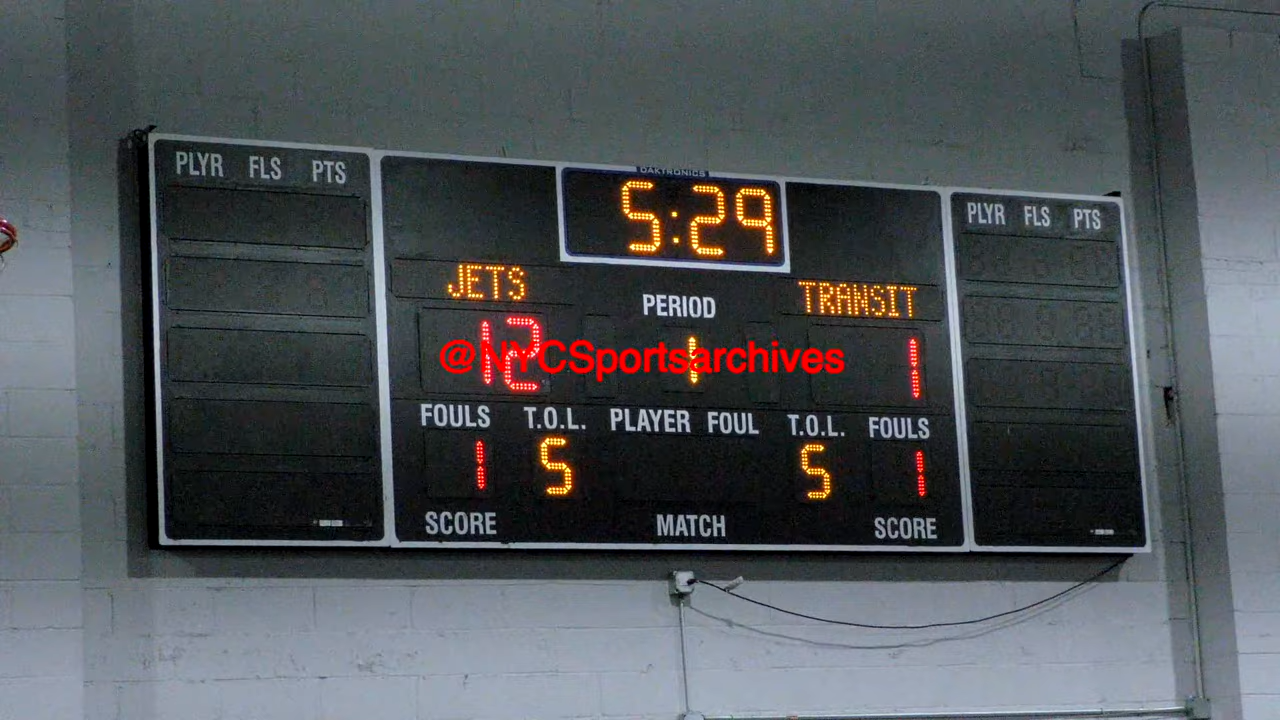 DAKTRONICS
PLYR FLS PTS
5:29
PLYR FLS PTS
JETS
PERIOD
TRANSIT
12 1 1
@NYCSportsarchives
FOULS T.O.L. PLAYER FOUL T.O.L. FOULS
1 5 5 1
SCORE MATCH SCORE